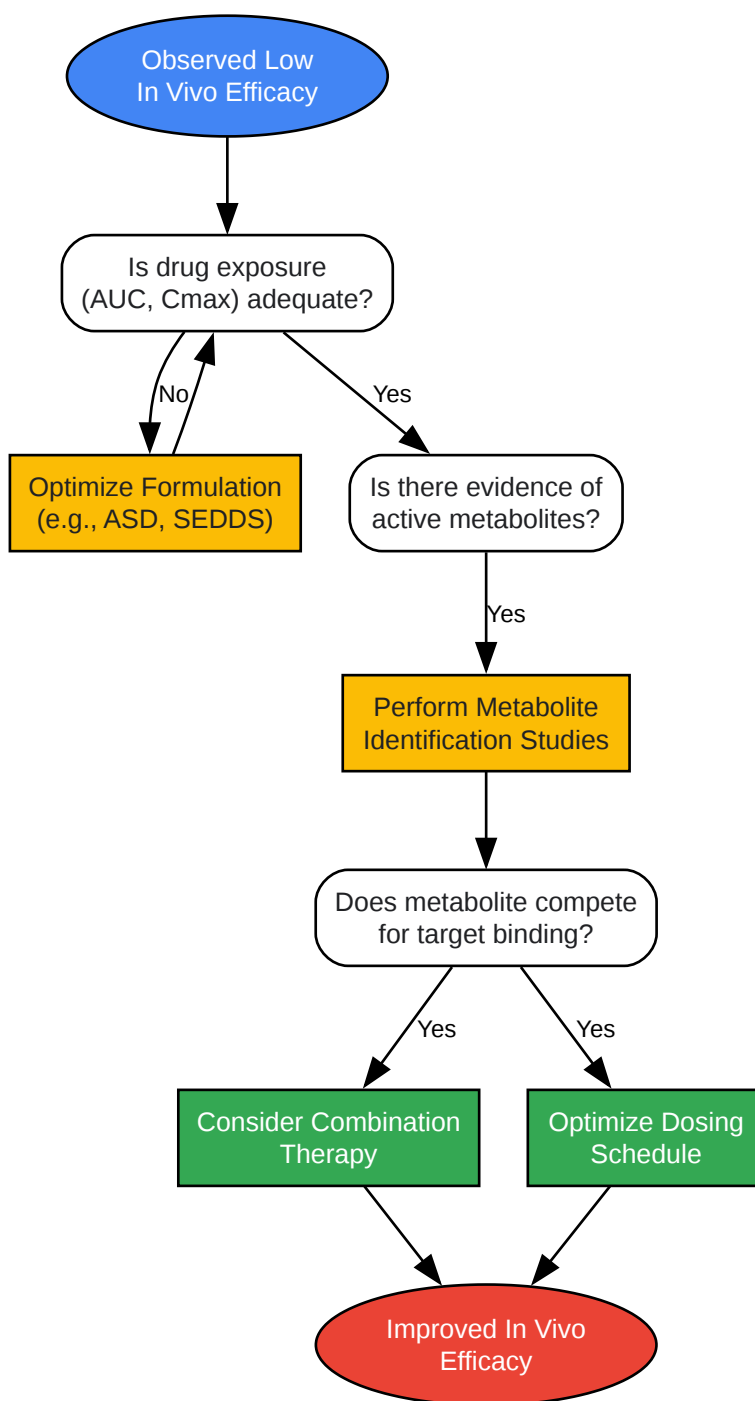 Observed Low
In Vivo Efficacy
Is drug exposure
(AUC, Cmax) adequate?
No
Yes
Optimize Formulation
(e.g., ASD, SEDDS)
Is there evidence of
active metabolites?
Yes
Perform Metabolite
Identification Studies
Does metabolite compete
for target binding?
Yes
Yes
Consider Combination
Therapy
Optimize Dosing
Schedule
Improved In Vivo
Efficacy